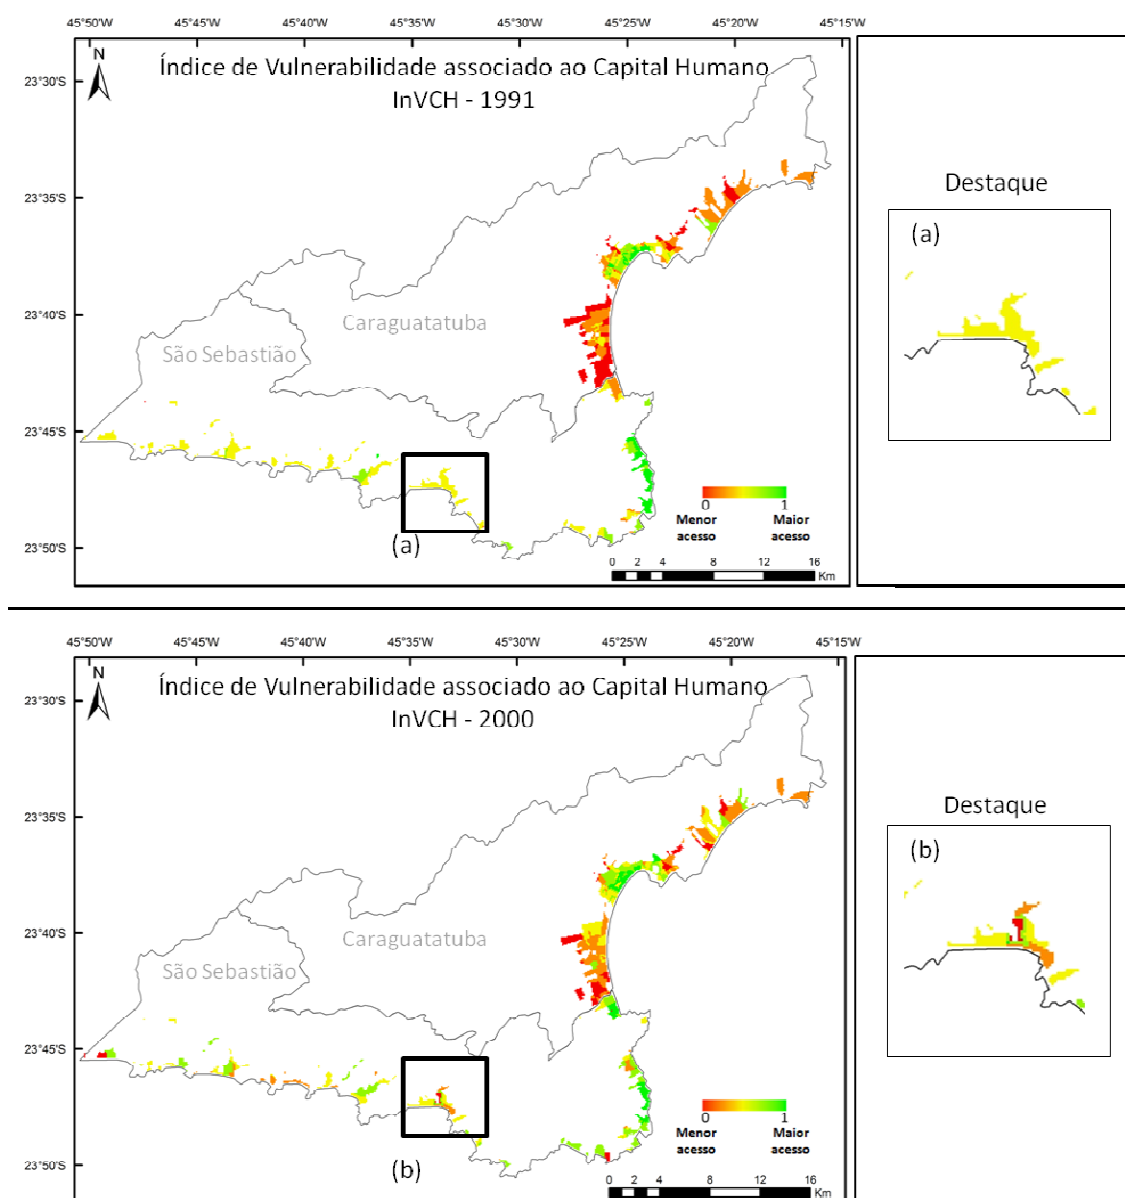 45°50'W 45°45'W 45°40'W 45°35'W 45°30'W 45°25'W 45°20'W 45°15'W
N
Índice de Vulnerabilidade associado ao Capital Humano
InVCH - 1991
23°30'S
23°35'S
23°40'S
23°45'S
23°50'S
Caraguatatuba
São Sebastião
(a)
0 1
Menor acesso
Maior acesso
0 2 4 8 12 16
Km
Destaque
(a)
45°50'W 45°45'W 45°40'W 45°35'W 45°30'W 45°25'W 45°20'W 45°15'W
N
Índice de Vulnerabilidade associado ao Capital Humano
InVCH - 2000
23°30'S
23°35'S
23°40'S
23°45'S
23°50'S
Caraguatatuba
São Sebastião
(b)
0 1
Menor acesso
Maior acesso
0 2 4 8 12 16
Km
Destaque
(b)